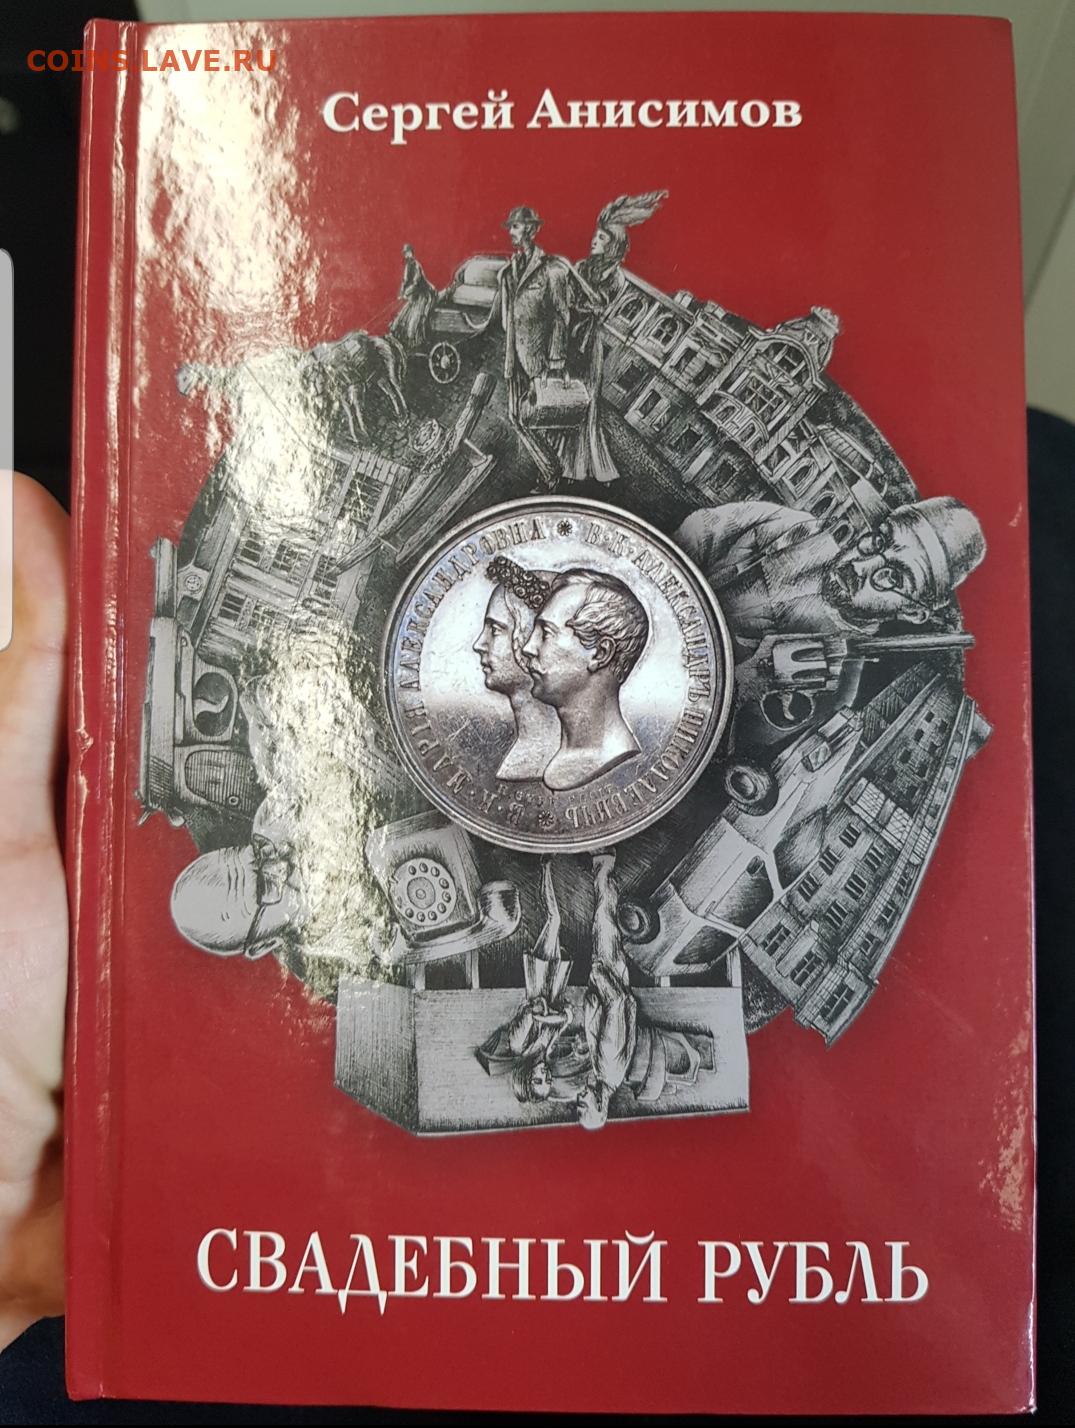 COINS.LAVE.RU
Сергей Анисимов
В·К·МАРІЯ АЛЕКСАНДРОВНА
В·К·АЛЕКСАНДРЪ НИКОЛАЕВИЧЪ
СВАДЕБНЫЙ РУБЛЬ